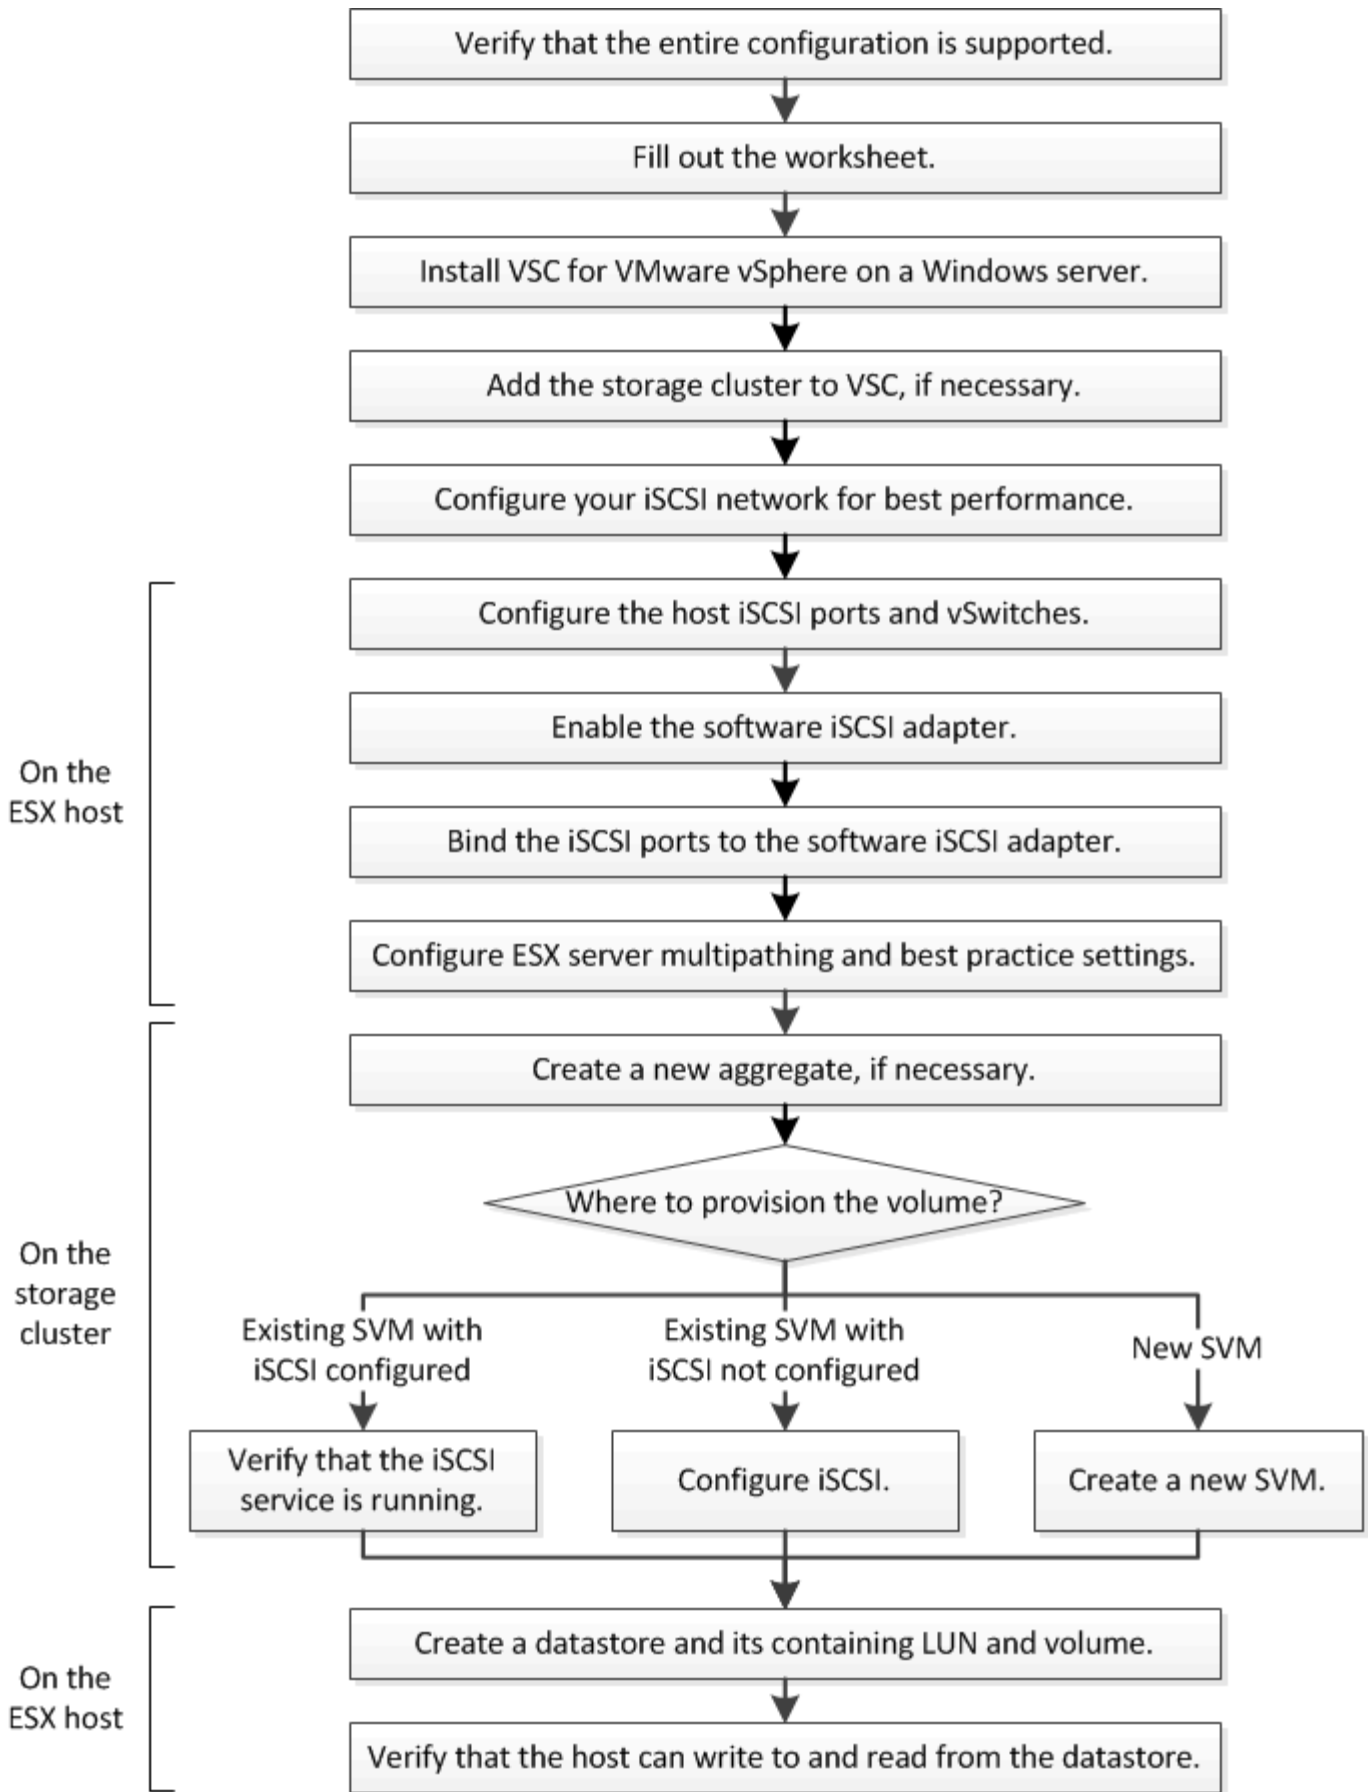 Verify that the entire configuration is supported.
Fill out the worksheet.
Install VSC for VMware vSphere on a Windows server.
Add the storage cluster to VSC, if necessary.
Configure your iSCSI network for best performance.
On the
ESX host
Configure the host iSCSI ports and vSwitches.
Enable the software iSCSI adapter.
Bind the iSCSI ports to the software iSCSI adapter.
Configure ESX server multipathing and best practice settings.
On the
storage
cluster
Create a new aggregate, if necessary.
Where to provision the volume?
Existing SVM with
iSCSI configured
Existing SVM with
iSCSI not configured
New SVM
Verify that the iSCSI
service is running.
Configure iSCSI.
Create a new SVM.
On the
ESX host
Create a datastore and its containing LUN and volume.
Verify that the host can write to and read from the datastore.